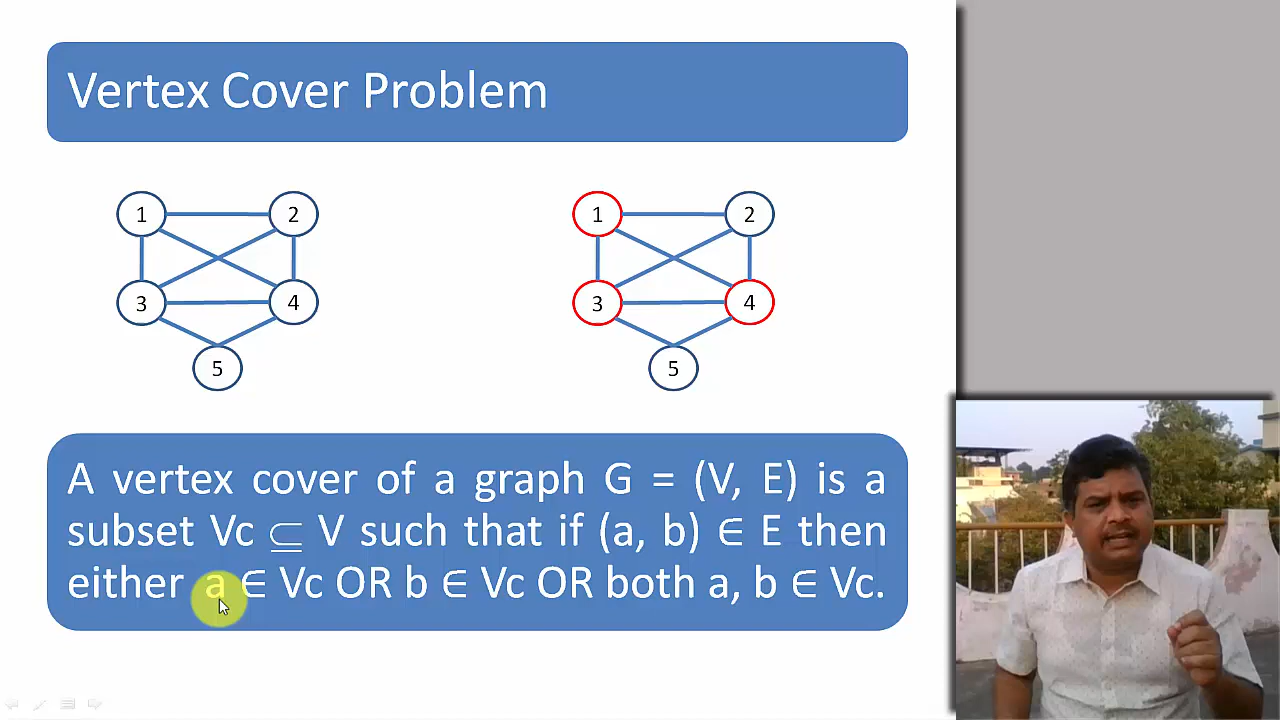 Vertex Cover Problem
1 2 1 2
3 4 3 4
5 5
A vertex cover of a graph G = (V, E) is a
subset Vc ⊆ V such that if (a, b) ∈ E then
either a ∈ Vc OR b ∈ Vc OR both a, b ∈ Vc.